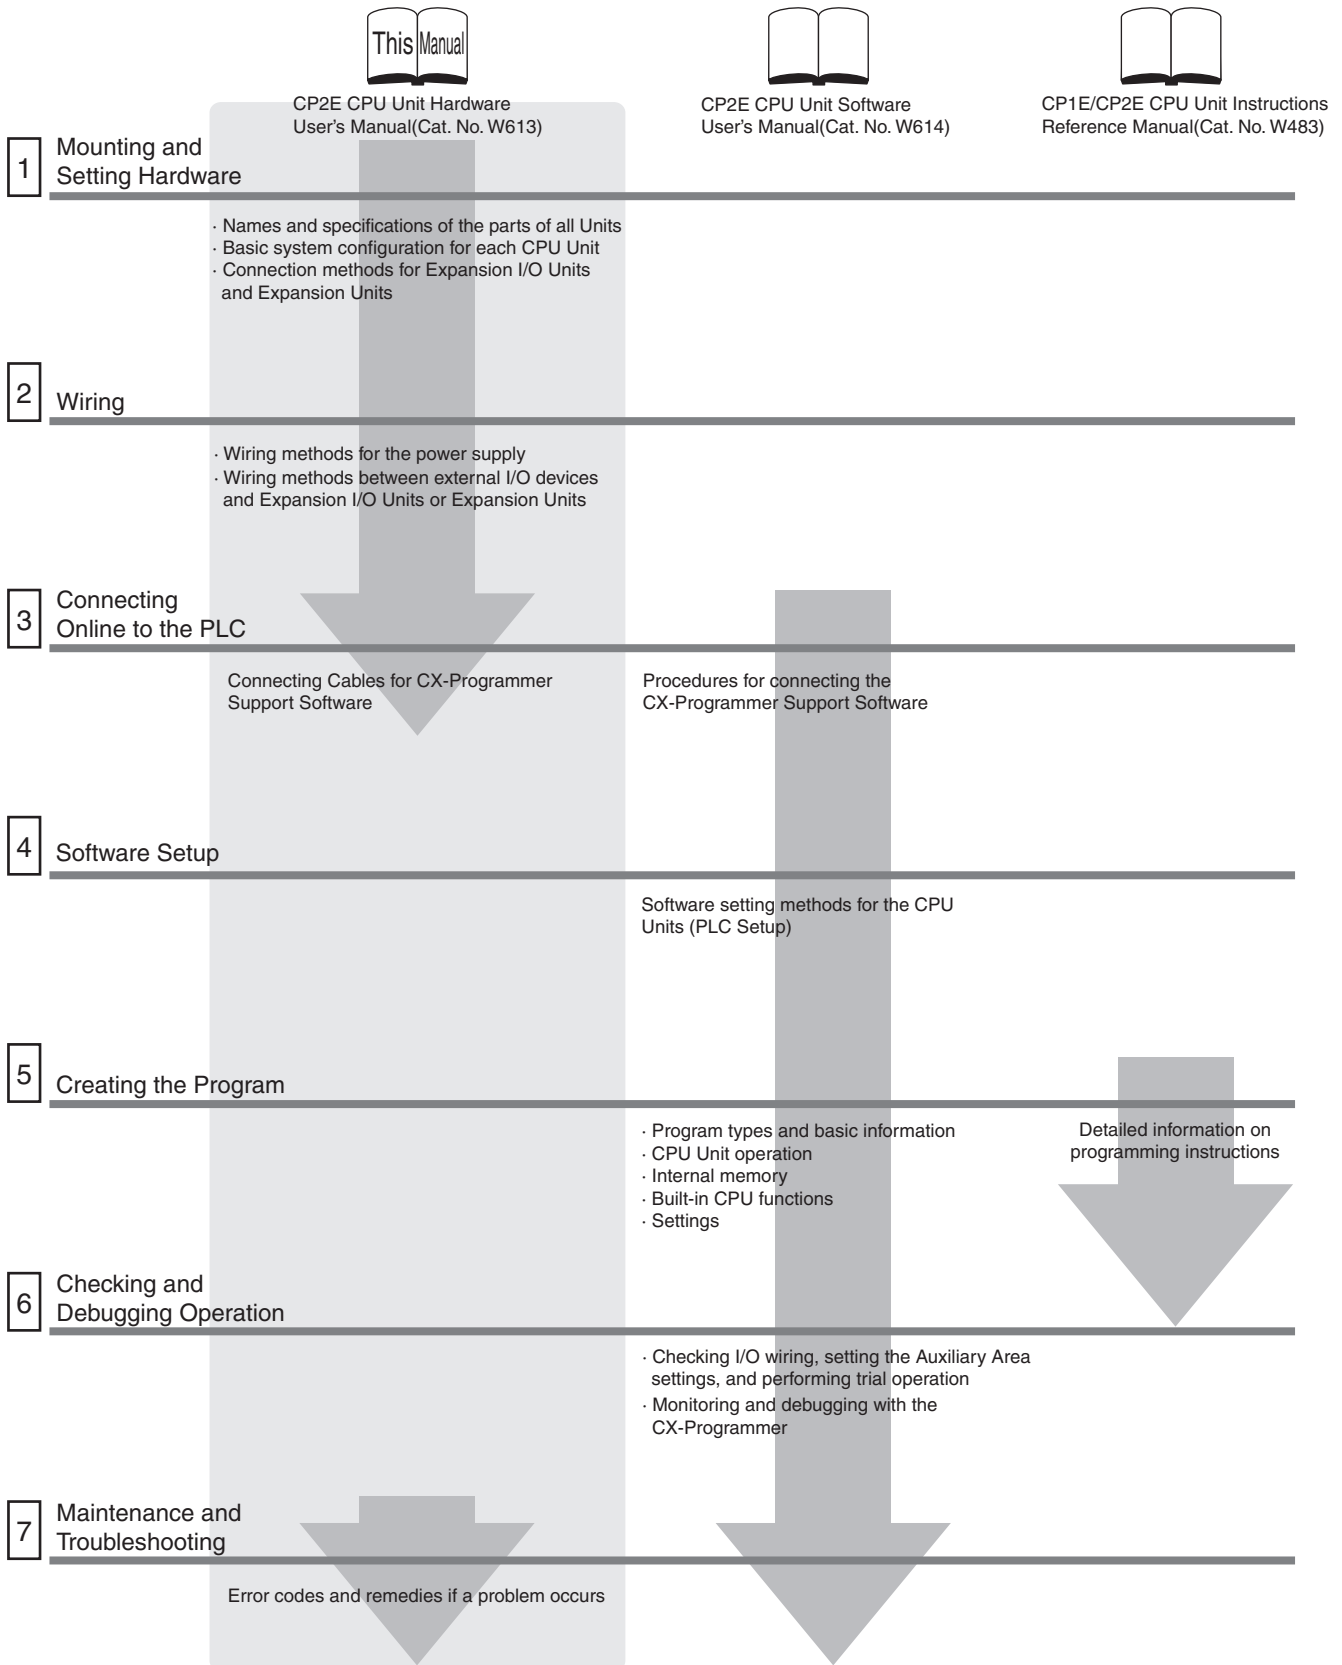 This Manual
CP2E CPU Unit Hardware
User's Manual(Cat. No. W613)
CP2E CPU Unit Software
User's Manual(Cat. No. W614)
CP1E/CP2E CPU Unit Instructions
Reference Manual(Cat. No. W483)
1
Mounting and
Setting Hardware
· Names and specifications of the parts of all Units
· Basic system configuration for each CPU Unit
· Connection methods for Expansion I/O Units
and Expansion Units
2
Wiring
· Wiring methods for the power supply
· Wiring methods between external I/O devices
and Expansion I/O Units or Expansion Units
3
Connecting
Online to the PLC
Connecting Cables for CX-Programmer
Support Software
Procedures for connecting the
CX-Programmer Support Software
4
Software Setup
Software setting methods for the CPU
Units (PLC Setup)
5
Creating the Program
· Program types and basic information
· CPU Unit operation
· Internal memory
· Built-in CPU functions
· Settings
Detailed information on
programming instructions
6
Checking and
Debugging Operation
· Checking I/O wiring, setting the Auxiliary Area
settings, and performing trial operation
· Monitoring and debugging with the
CX-Programmer
7
Maintenance and
Troubleshooting
Error codes and remedies if a problem occurs